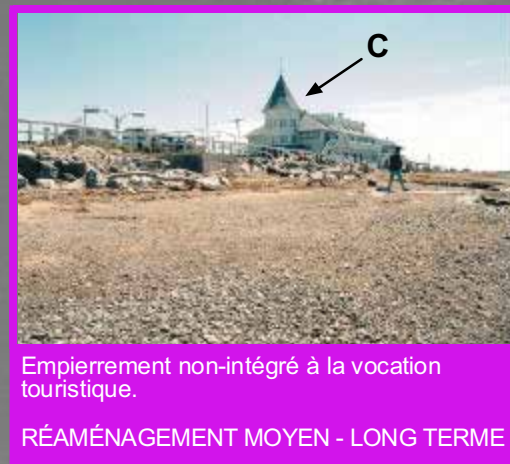 C
Empierrement non-intégré à la vocation
touristique.
RÉAMÉNAGEMENT MOYEN - LONG TERME